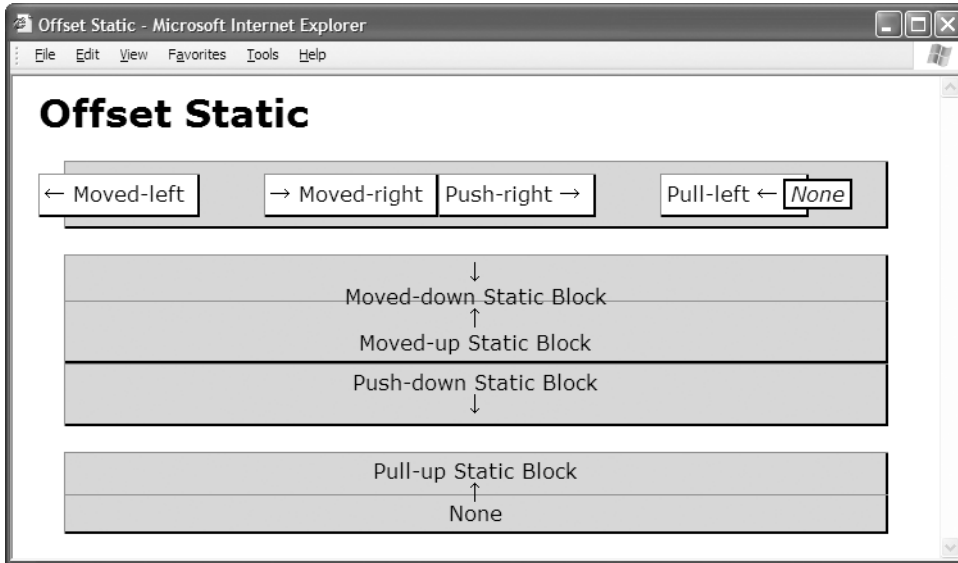 Offset Static - Microsoft Internet Explorer
File Edit View Favorites Tools Help
Offset Static
← Moved-left → Moved-right Push-right → Pull-left ← None
↓
Moved-down Static Block
↑
Moved-up Static Block
Push-down Static Block
↓
Pull-up Static Block
↑
None